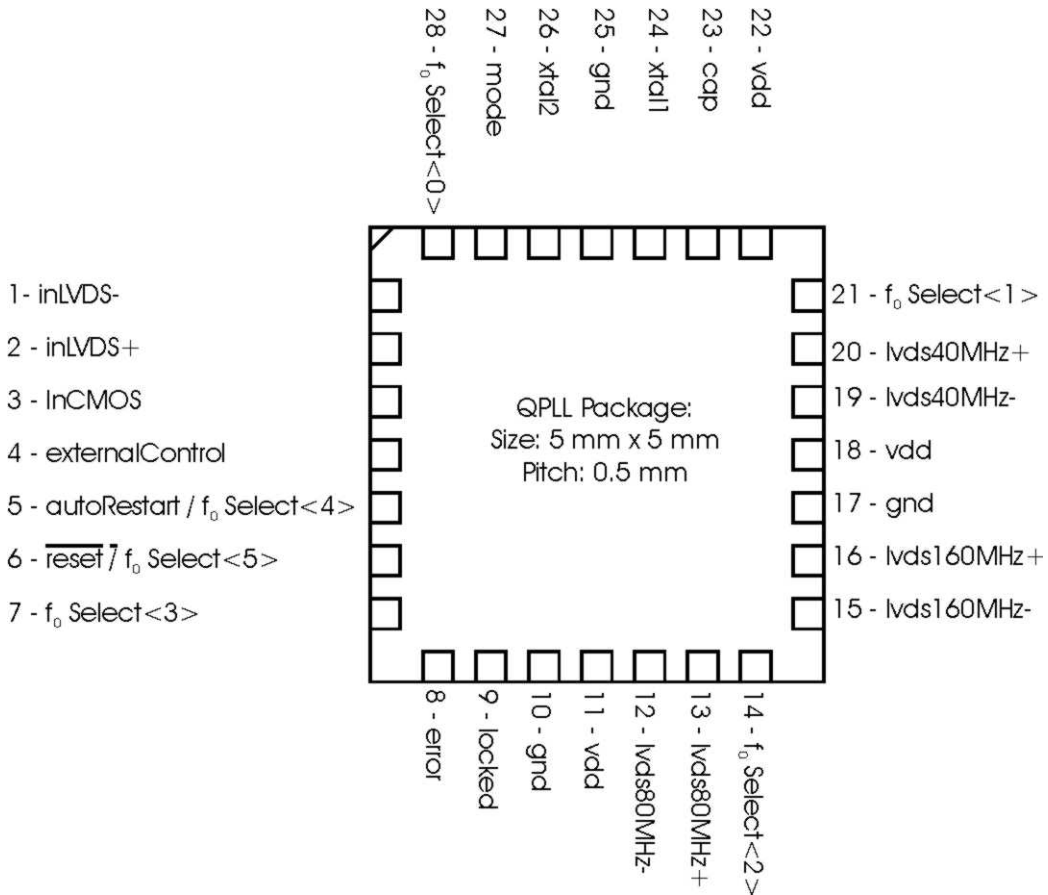 28 - f₀ Select<0>
27 - mode
26 - xtal2
25 - gnd
24 - xtal1
23 - cap
22 - vdd
1- inLVDS-
2 - inLVDS+
3 - InCMOS
4 - externalControl
5 - autoRestart / f₀ Select<4>
6 - reset / f₀ Select<5>
7 - f₀ Select<3>
QPLL Package:
Size: 5 mm x 5 mm
Pitch: 0.5 mm
21 - f₀ Select<1>
20 - lvds40MHz+
19 - lvds40MHz-
18 - vdd
17 - gnd
16 - lvds160MHz+
15 - lvds160MHz-
8 - error
9 - locked
10 - gnd
11 - vdd
12 - lvds80MHz-
13 - lvds80MHz+
14 - f₀ Select<2>